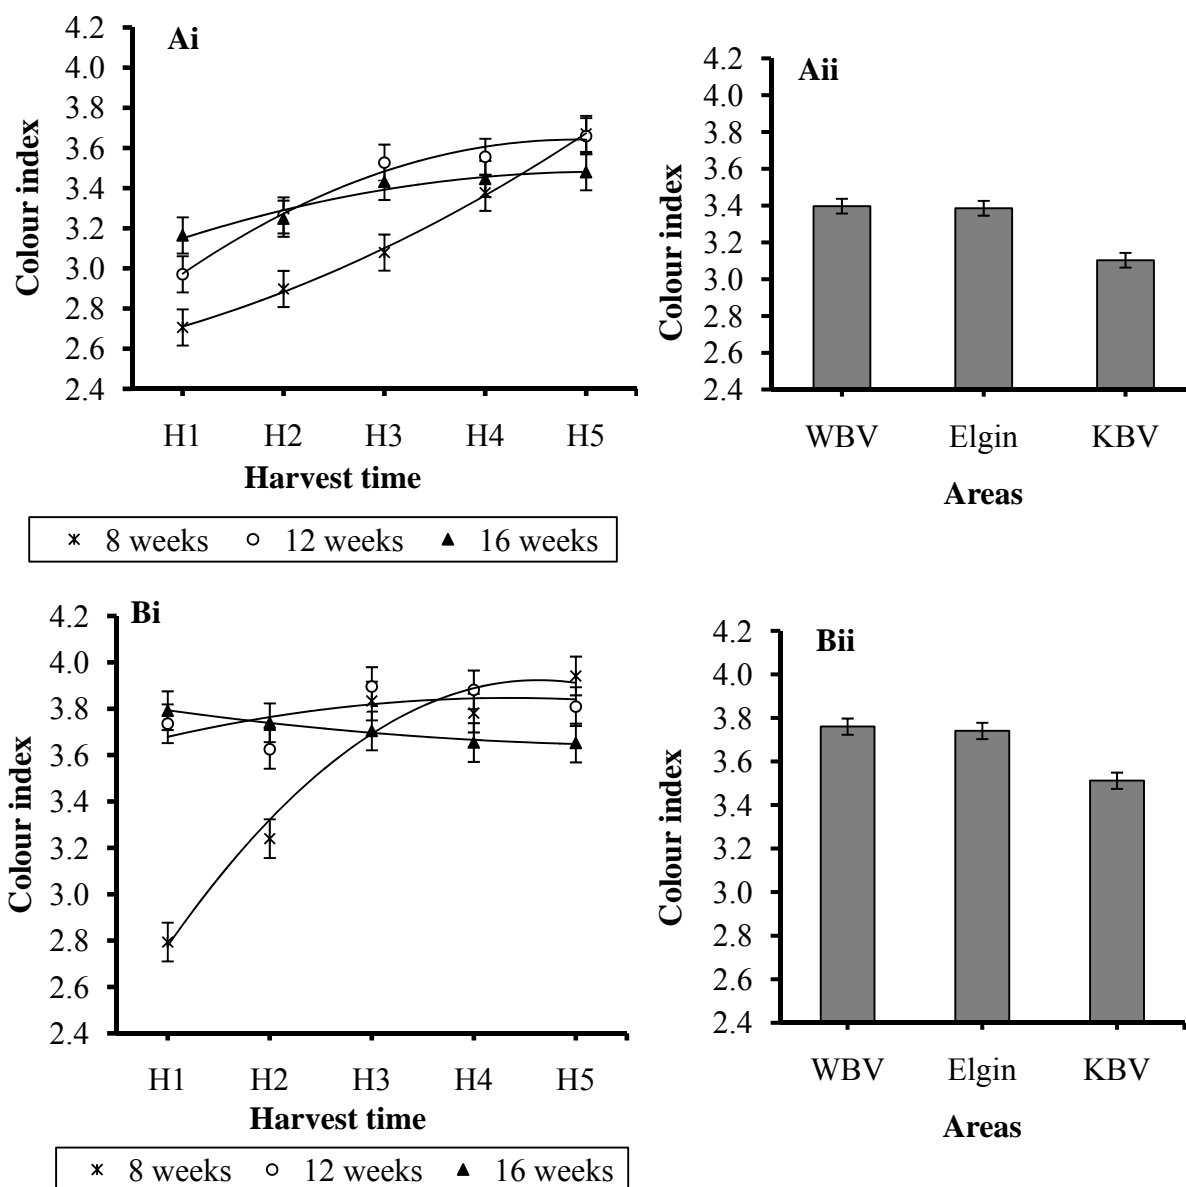 Ai
4.2
4.0
3.8
3.6
3.4
3.2
3.0
2.8
2.6
2.4
Colour index
H1 H2 H3 H4 H5
Harvest time
8 weeks 12 weeks 16 weeks
Aii
4.2
4.0
3.8
3.6
3.4
3.2
3.0
2.8
2.6
2.4
Colour index
WBV Elgin KBV
Areas
Bi
4.2
4.0
3.8
3.6
3.4
3.2
3.0
2.8
2.6
2.4
Colour index
H1 H2 H3 H4 H5
Harvest time
8 weeks 12 weeks 16 weeks
Bii
4.2
4.0
3.8
3.6
3.4
3.2
3.0
2.8
2.6
2.4
Colour index
WBV Elgin KBV
Areas